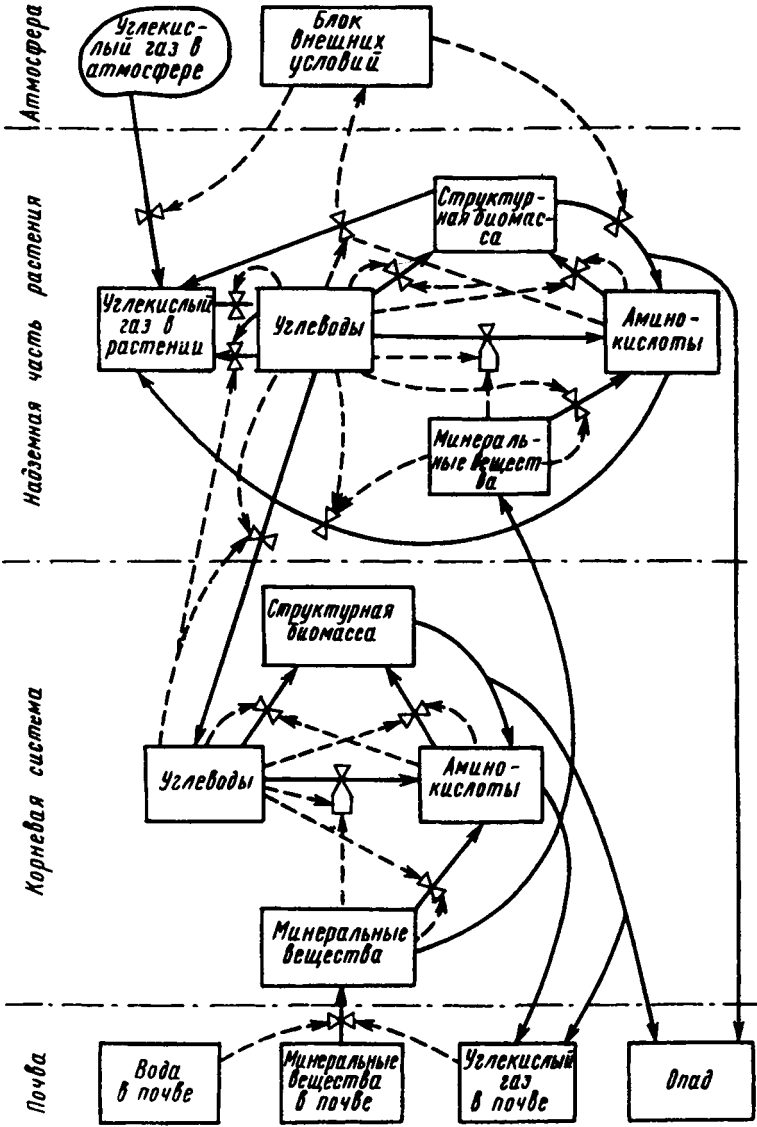 Атмосфера
Углекис-
лый газ в
атмосфере
Блок
внешних
условий
Надземная часть растения
Структур-
ная биомас-
са
Углекислый
газ в
растении
Углеводы
Амино-
кислоты
Минераль-
ные вещест-
ва
Корневая система
Структурная
биомасса
Углеводы
Амино-
кислоты
Минеральные
вещества
Почва
Вода
в почве
Минеральные
вещества
в почве
Углекислый
газ
в почве
Опад